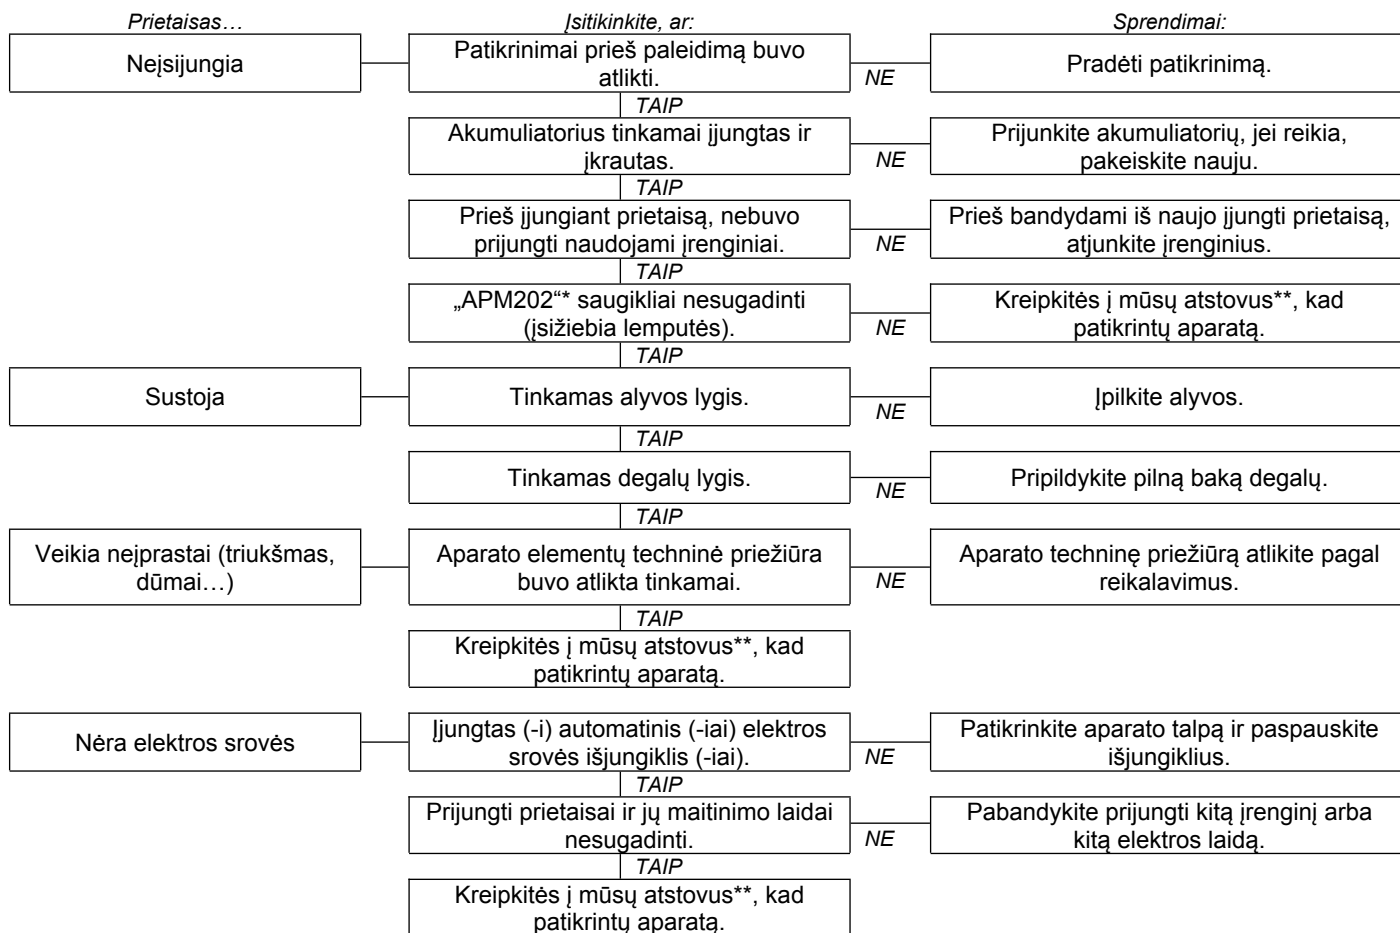 Prietaisas…
Įsitikinkite, ar:
Sprendimai:
Neįsijungia
Patikrinimai prieš paleidimą buvo
atlikti.
NE
Pradėti patikrinimą.
TAIP
Akumuliatorius tinkamai įjungtas ir
įkrautas.
NE
Prijunkite akumuliatorių, jei reikia,
pakeiskite nauju.
TAIP
Prieš įjungiant prietaisą, nebuvo
prijungti naudojami įrenginiai.
NE
Prieš bandydami iš naujo įjungti prietaisą,
atjunkite įrenginius.
TAIP
„APM202“* saugikliai nesugadinti
(įsižiebia lemputės).
NE
Kreipkitės į mūsų atstovus**, kad
patikrintų aparatą.
TAIP
Sustoja
Tinkamas alyvos lygis.
NE
Įpilkite alyvos.
TAIP
Tinkamas degalų lygis.
NE
Pripildykite pilną baką degalų.
TAIP
Veikia neįprastai (triukšmas,
dūmai…)
Aparato elementų techninė priežiūra
buvo atlikta tinkamai.
NE
Aparato techninę priežiūrą atlikite pagal
reikalavimus.
TAIP
Kreipkitės į mūsų atstovus**, kad
patikrintų aparatą.
Nėra elektros srovės
Įjungtas (-i) automatinis (-iai) elektros
srovės išjungiklis (-iai).
NE
Patikrinkite aparato talpą ir paspauskite
išjungiklius.
TAIP
Prijungti prietaisai ir jų maitinimo laidai
nesugadinti.
NE
Pabandykite prijungti kitą įrenginį arba
kitą elektros laidą.
TAIP
Kreipkitės į mūsų atstovus**, kad
patikrintų aparatą.